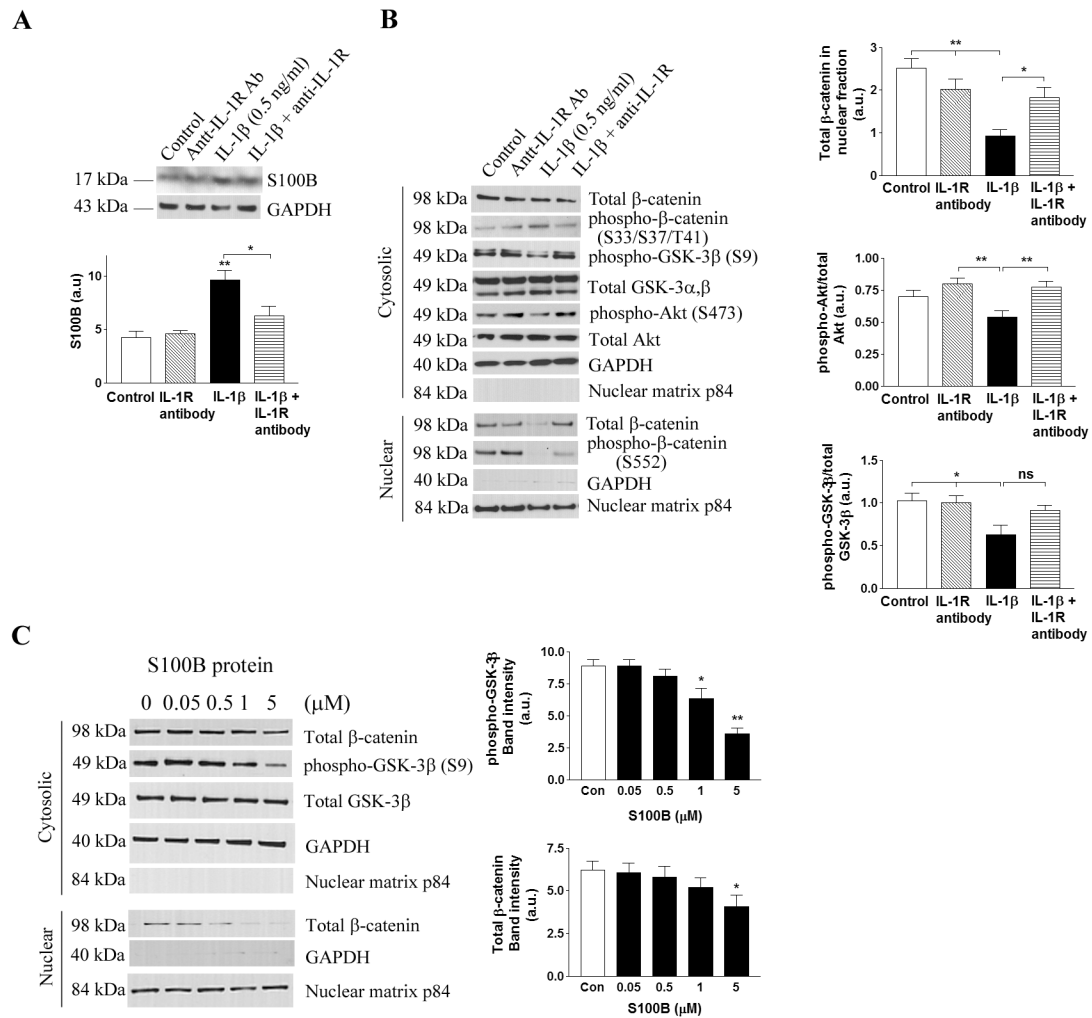 A
Control
Antt-IL-1R Ab
IL-1β (0.5 ng/ml)
IL-1β + anti-IL-1R
17 kDa
S100B
43 kDa
GAPDH
S100B (a.u)
10
5
0
**
*
Control
IL-1R antibody
IL-1β
IL-1β + IL-1R antibody
B
Control
Anti-IL-1R Ab
IL-1β (0.5 ng/ml)
IL-1β + anti-IL-1R
Cytosolic
98 kDa
Total β-catenin
98 kDa
phospho-β-catenin
(S33/S37/T41)
49 kDa
phospho-GSK-3β (S9)
49 kDa
Total GSK-3α,β
49 kDa
phospho-Akt (S473)
49 kDa
Total Akt
40 kDa
GAPDH
84 kDa
Nuclear matrix p84
Nuclear
98 kDa
Total β-catenin
98 kDa
phospho-β-catenin
(S552)
40 kDa
GAPDH
84 kDa
Nuclear matrix p84
Total β-catenin in
nuclear fraction
(a.u.)
3
2
1
0
**
*
Control
IL-1R
antibody
IL-1β
IL-1β +
IL-1R
antibody
phospho-Akt/total
Akt (a.u.)
1.00
0.75
0.50
0.25
0.00
**
**
Control
IL-1R
antibody
IL-1β
IL-1β +
IL-1R
antibody
phospho-GSK-3β/total
GSK-3β (a.u.)
1.5
1.0
0.5
0.0
*
ns
Control
IL-1R
antibody
IL-1β
IL-1β +
IL-1R
antibody
C
S100B protein
0 0.05 0.5 1 5 (μM)
Cytosolic
98 kDa
Total β-catenin
49 kDa
phospho-GSK-3β (S9)
49 kDa
Total GSK-3β
40 kDa
GAPDH
84 kDa
Nuclear matrix p84
Nuclear
98 kDa
Total β-catenin
40 kDa
GAPDH
84 kDa
Nuclear matrix p84
phospho-GSK-3β
Band intensity
(a.u.)
10.0
7.5
5.0
2.5
0.0
*
**
Con 0.05 0.5 1 5
S100B (μM)
Total β-catenin
Band intensity
(a.u.)
7.5
5.0
2.5
0.0
*
Con 0.05 0.5 1 5
S100B (μM)